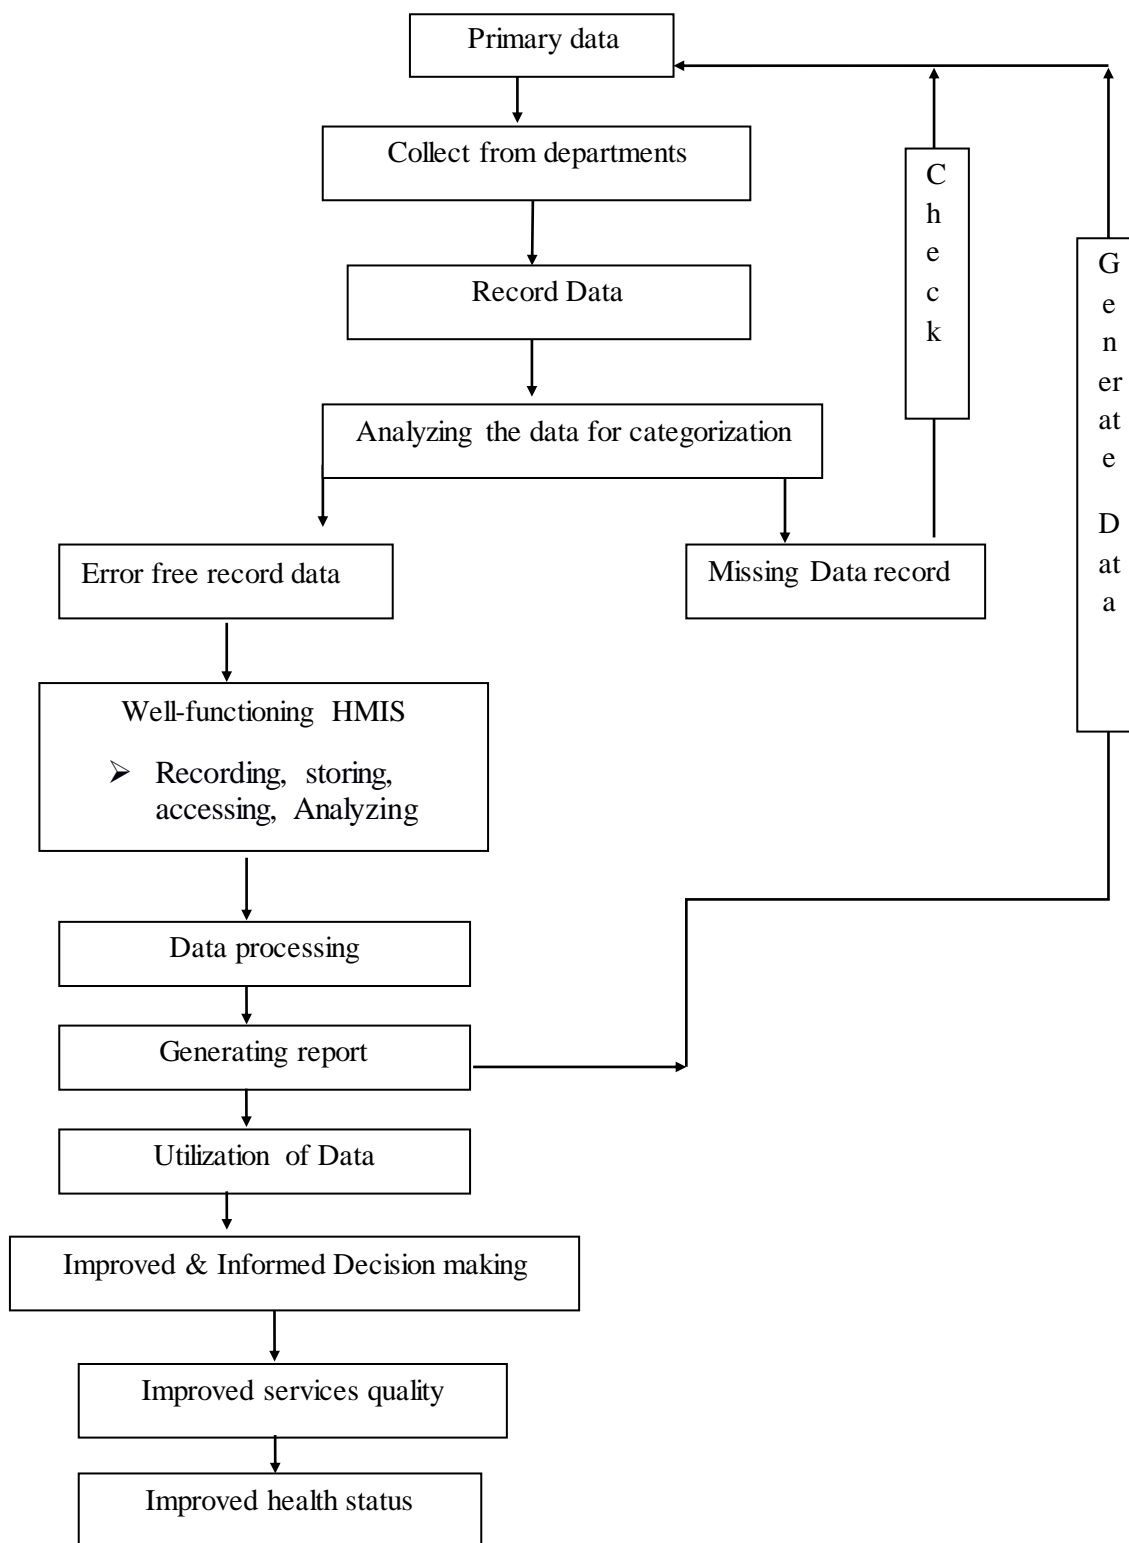 Primary data
Collect from departments
C
h
e
c
k
Record Data
G
e
n
er
at
e
D
at
a
Analyzing the data for categorization
Error free record data
Missing Data record
Well-functioning HMIS
➢ Recording, storing,
accessing, Analyzing
Data processing
Generating report
Utilization of Data
Improved & Informed Decision making
Improved services quality
Improved health status